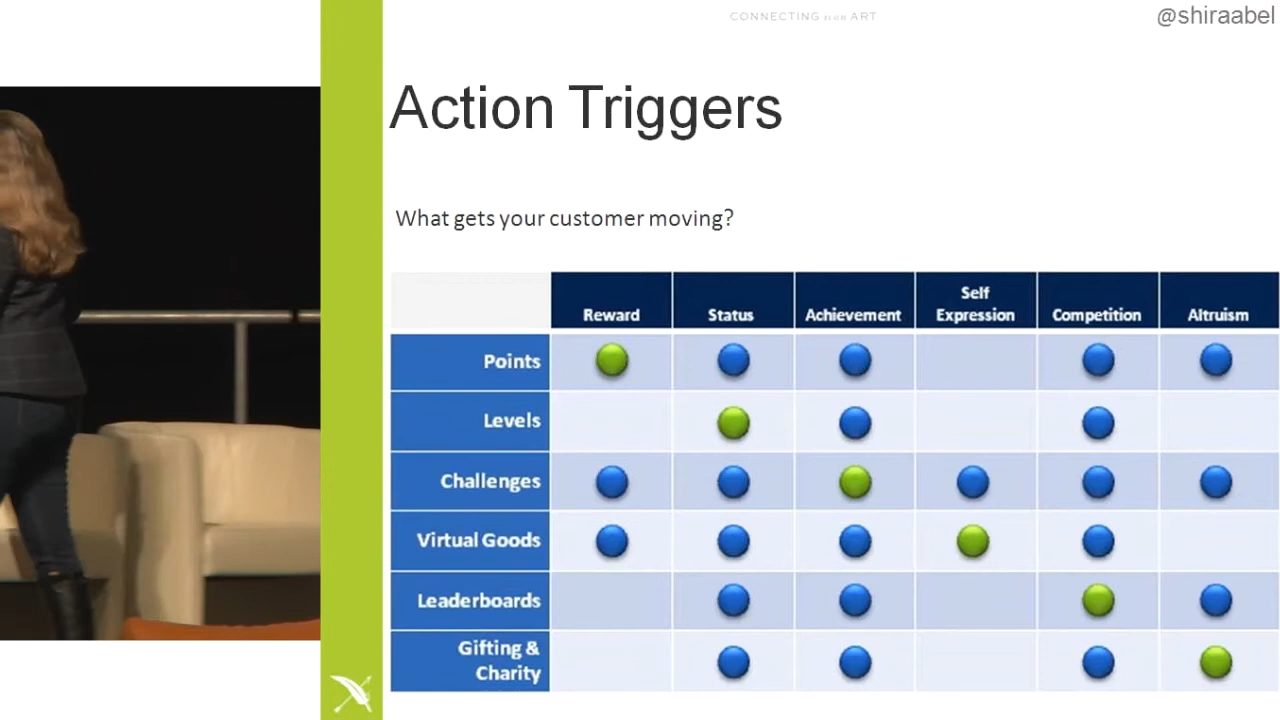 CONNECTING
ART
@shiraabel
Action Triggers
What gets your customer moving?
Reward
Status
Achievement
Self
Expression
Competition
Altruism
Points
Levels
Challenges
Virtual Goods
Leaderboards
Gifting &
Charity